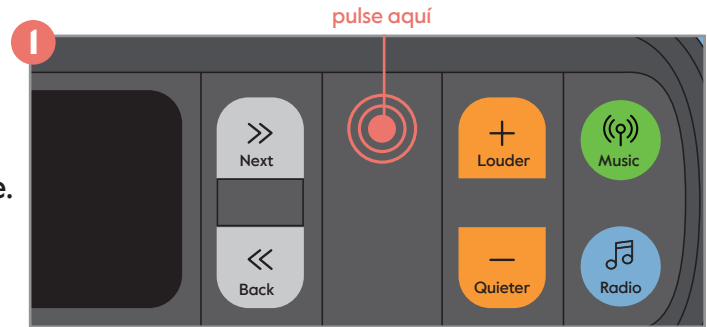 pulse aquí
1
Next
+
Louder
Music
e.
Back
−
Quieter
Radio